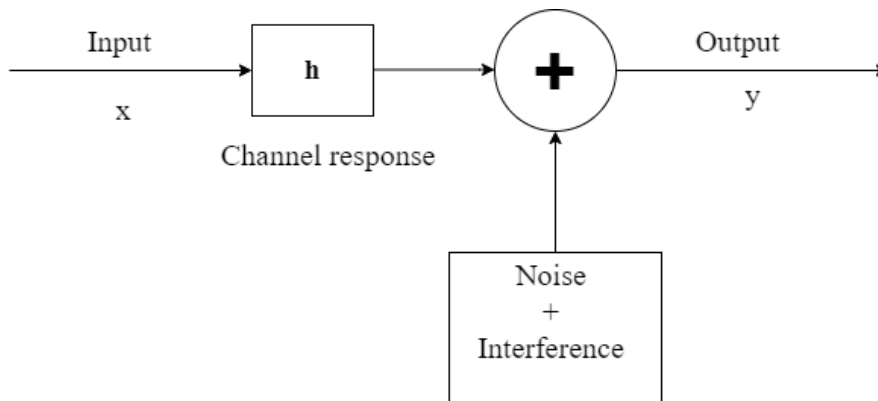 Input
Output
h
+
x
y
Channel response
Noise
+
Interference